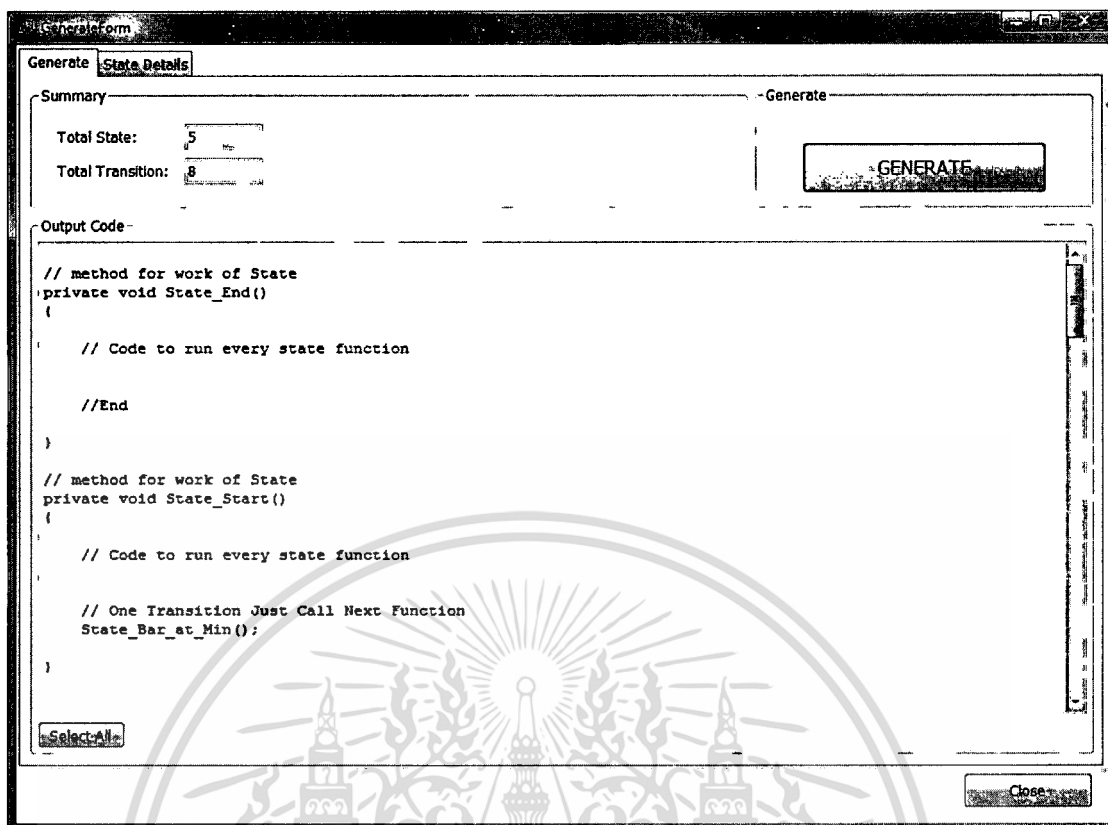 GenerateForm
Generate State Details
Summary
Generate
Total State: 5
Total Transition: 8
GENERATE
Output Code
// method for work of State
private void State_End()
{
// Code to run every state function
//End
}
// method for work of State
private void State_Start()
{
// Code to run every state function
// One Transition Just Call Next Function
State_Bar_at_Min();
}
Select All
Close